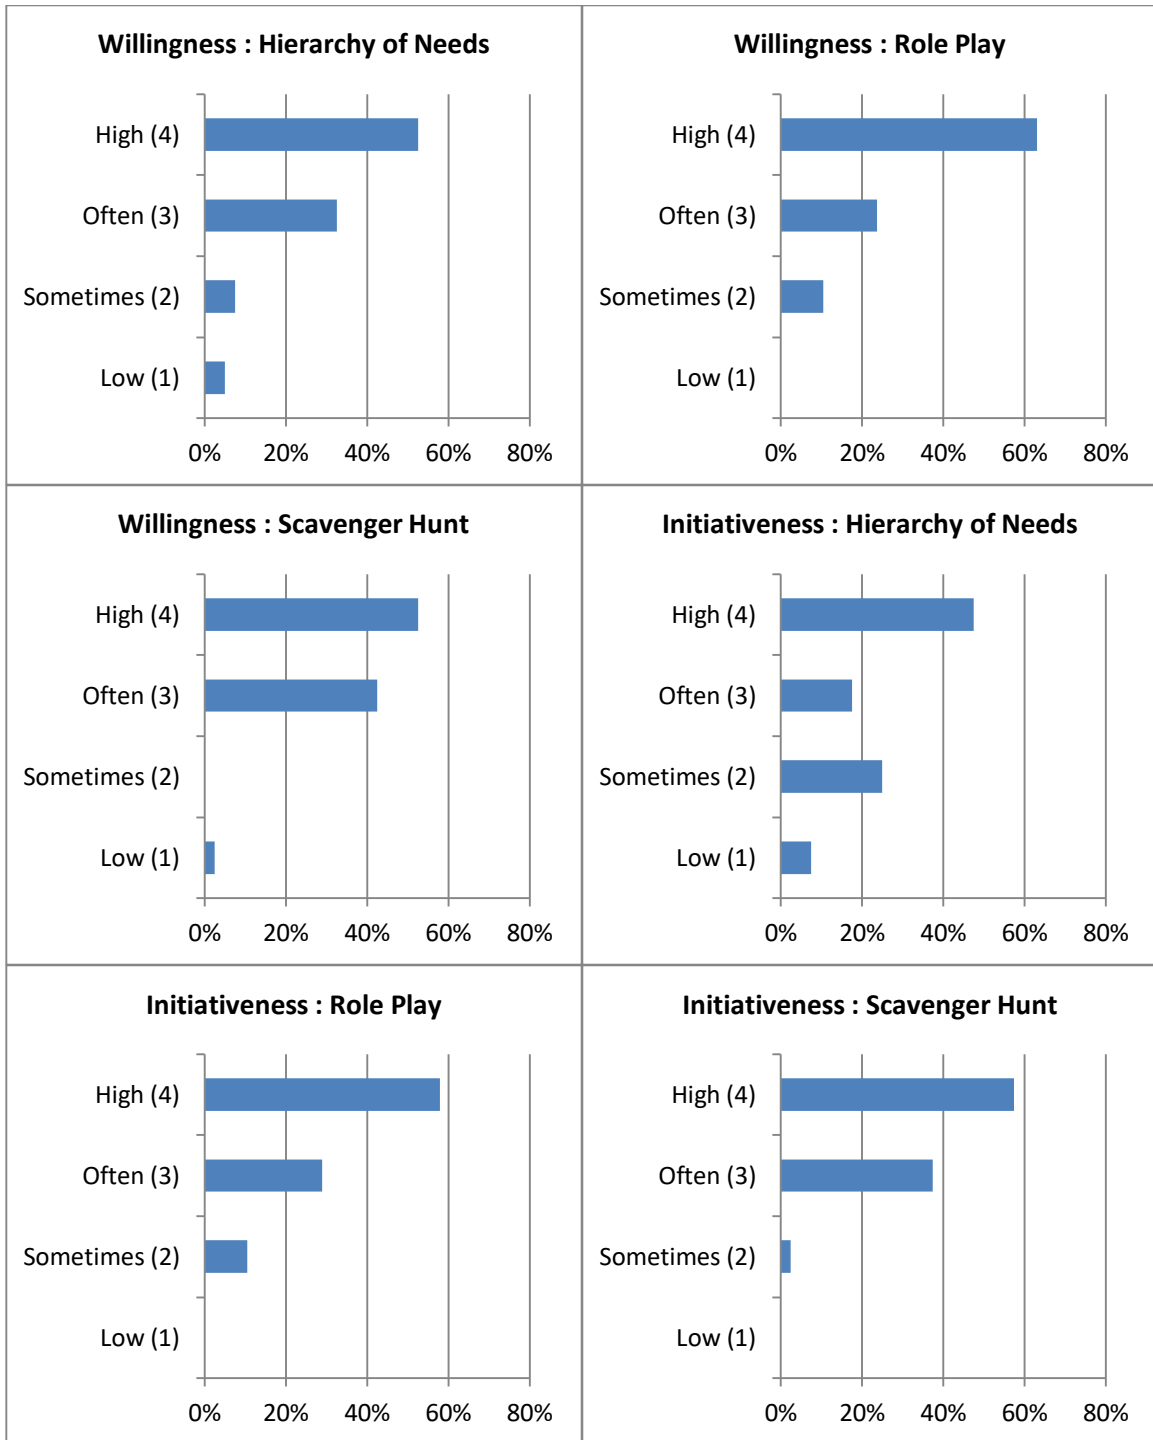 Willingness : Hierarchy of Needs
High (4)
Often (3)
Sometimes (2)
Low (1)
0% 20% 40% 60% 80%
Willingness : Role Play
High (4)
Often (3)
Sometimes (2)
Low (1)
0% 20% 40% 60% 80%
Willingness : Scavenger Hunt
High (4)
Often (3)
Sometimes (2)
Low (1)
0% 20% 40% 60% 80%
Initiativeness : Hierarchy of Needs
High (4)
Often (3)
Sometimes (2)
Low (1)
0% 20% 40% 60% 80%
Initiativeness : Role Play
High (4)
Often (3)
Sometimes (2)
Low (1)
0% 20% 40% 60% 80%
Initiativeness : Scavenger Hunt
High (4)
Often (3)
Sometimes (2)
Low (1)
0% 20% 40% 60% 80%